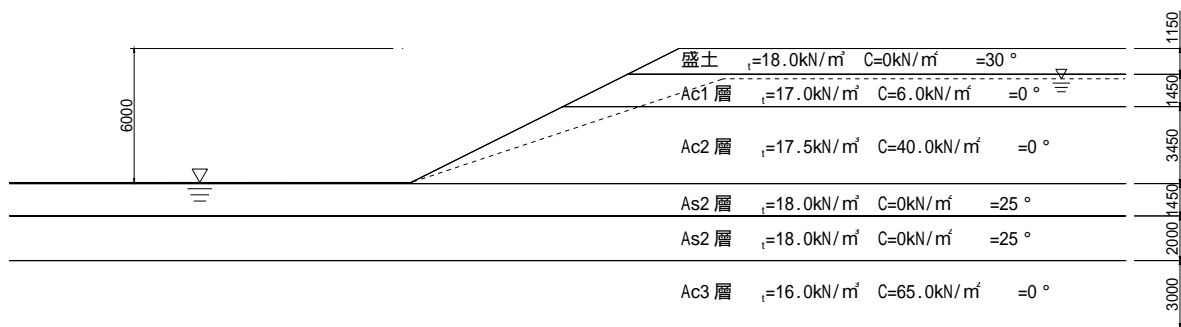 1150
盛土 t=18.0kN/㎥ C=0kN/㎡ =30 °
1450
Ac1 層 t=17.0kN/㎥ C=6.0kN/㎡ =0 °
6000
3450
Ac2 層 t=17.5kN/㎥ C=40.0kN/㎡ =0 °
1450
As2 層 t=18.0kN/㎥ C=0kN/㎡ =25 °
2000
As2 層 t=18.0kN/㎥ C=0kN/㎡ =25 °
3000
Ac3 層 t=16.0kN/㎥ C=65.0kN/㎡ =0 °